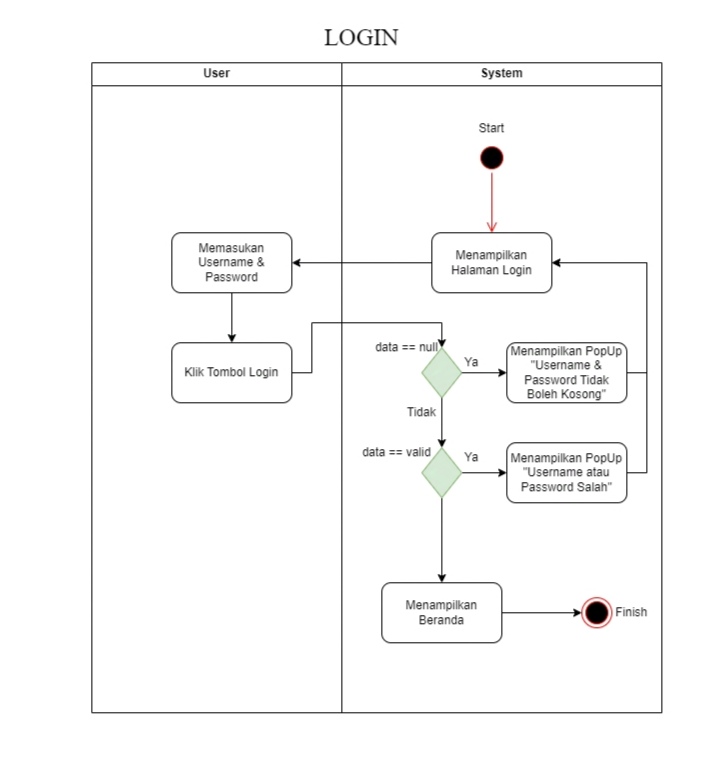 LOGIN
User
System
Start
Memasukan
Username &
Password
Menampilkan
Halaman Login
Klik Tombol Login
data == null
Ya
Menampilkan PopUp
"Username &
Password Tidak
Boleh Kosong"
Tidak
data == valid
Ya
Menampilkan PopUp
"Username atau
Password Salah"
Menampilkan
Beranda
Finish